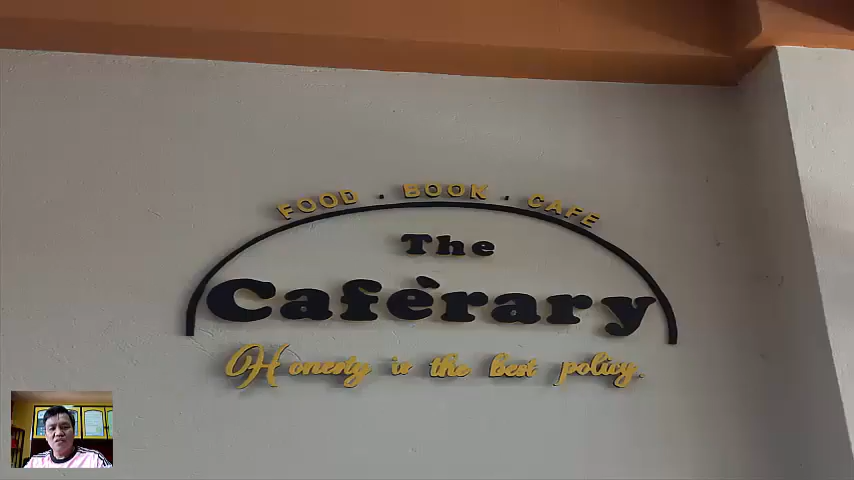 FOOD · BOOK · CAFE
The
Cafèrary
Honesty is the best policy.